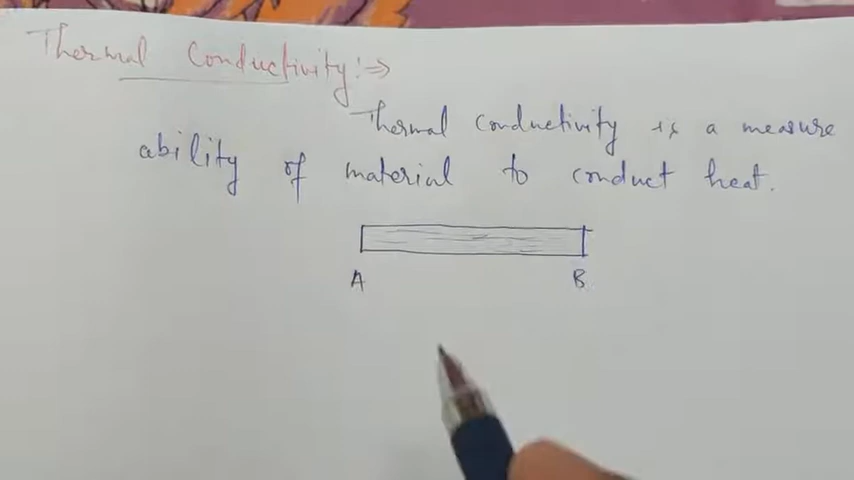 Thermal Conductivity:⇒
Thermal conductivity is a measure
ability of material to conduct heat.
A B